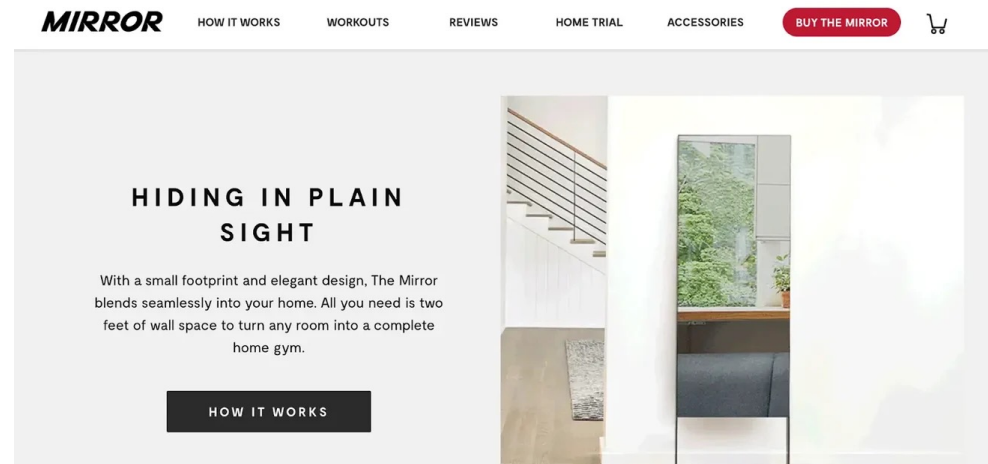 MIRROR
HOW IT WORKS
WORKOUTS
REVIEWS
HOME TRIAL
ACCESSORIES
BUY THE MIRROR
HIDING IN PLAIN
SIGHT
With a small footprint and elegant design, The Mirror
blends seamlessly into your home. All you need is two
feet of wall space to turn any room into a complete
home gym.
HOW IT WORKS